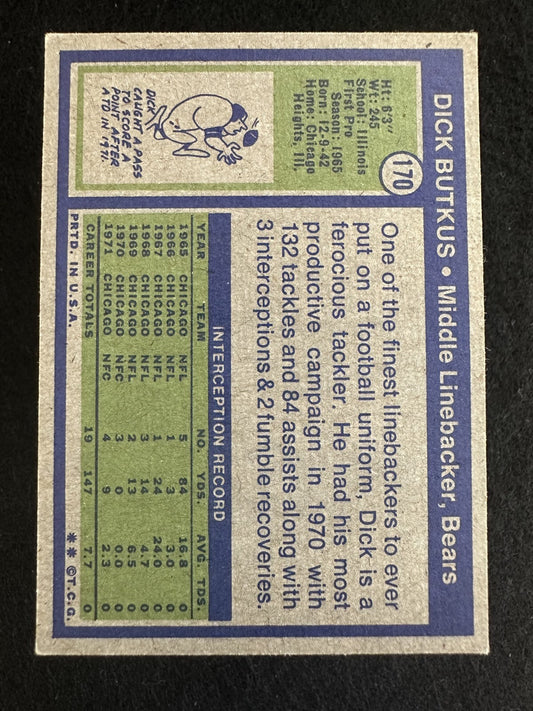 DICK BUTKUS • Middle Linebacker, Bears
170
Ht: 6'3"
Wt: 245
School: Illinois
First Pro
Season: 1965
Born: 12-9-42
Home: Chicago
Heights, Ill.
DICK
CAUGHT A PASS
TO SCORE A
POINT AFTER
A TD IN 1971
One of the finest linebackers to ever
put on a football uniform, Dick is a
ferocious tackler. He had his most
productive campaign in 1970 with
132 tackles and 84 assists along with
3 interceptions & 2 fumble recoveries.
INTERCEPTION RECORD
YEAR TEAM NO. YDS. AVG. TDS.
1965 CHICAGO NFL 5 84 16.8 0
1966 CHICAGO NFL 1 3 3.0 0
1967 CHICAGO NFL 1 24 24.0 0
1968 CHICAGO NFL 3 14 4.7 0
1969 CHICAGO NFL 2 13 6.5 0
1970 CHICAGO NFC 3 0 0.0 0
1971 CHICAGO NFC 4 9 2.3 0
CAREER TOTALS 19 147 7.7 0
PRTD. IN U.S.A. ** ©T.C.G.